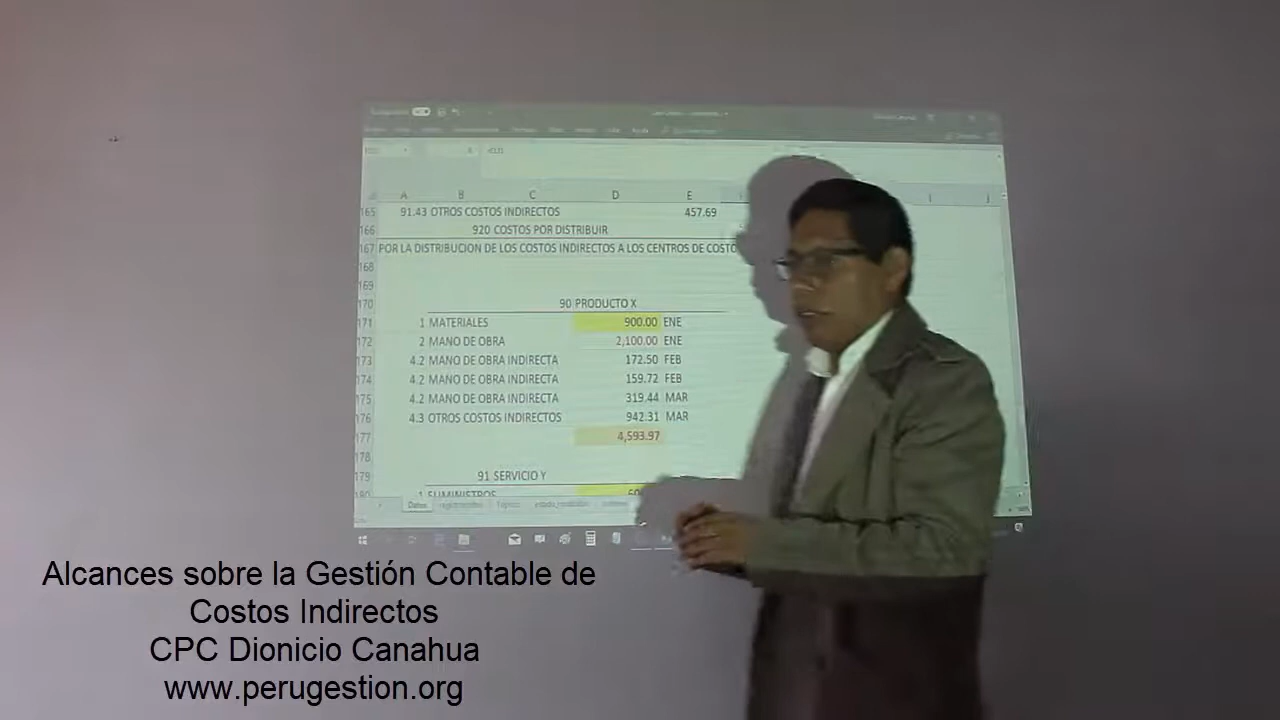 A B C D E
165 91.43 OTROS COSTOS INDIRECTOS 457.69
166 920 COSTOS POR DISTRIBUIR
167 POR LA DISTRIBUCION DE LOS COSTOS INDIRECTOS A LOS CENTROS DE COSTO
168
169
170 90 PRODUCTO X
171 1 MATERIALES 900.00 ENE
172 2 MANO DE OBRA 2,100.00 ENE
173 4.2 MANO DE OBRA INDIRECTA 172.50 FEB
174 4.2 MANO DE OBRA INDIRECTA 159.72 FEB
175 4.2 MANO DE OBRA INDIRECTA 319.44 MAR
176 4.3 OTROS COSTOS INDIRECTOS 942.31 MAR
177 4,593.97
178
179 91 SERVICIO Y
180 1 SUMINISTROS
Datos
Alcances sobre la Gestión Contable de
Costos Indirectos
CPC Dionicio Canahua
www.perugestion.org